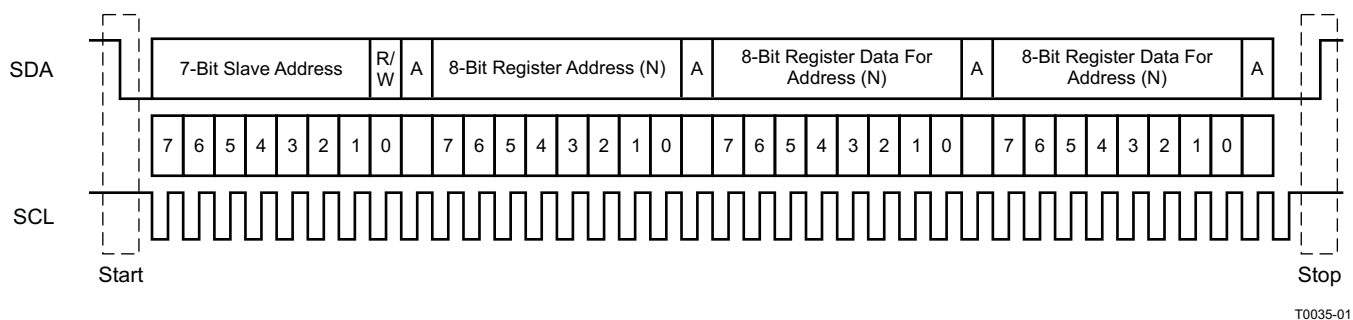 SDA
7-Bit Slave Address
R/
W
A
8-Bit Register Address (N)
A
8-Bit Register Data For
Address (N)
A
8-Bit Register Data For
Address (N)
A
7 6 5 4 3 2 1 0 7 6 5 4 3 2 1 0 7 6 5 4 3 2 1 0 7 6 5 4 3 2 1 0
SCL
Start
Stop
T0035-01